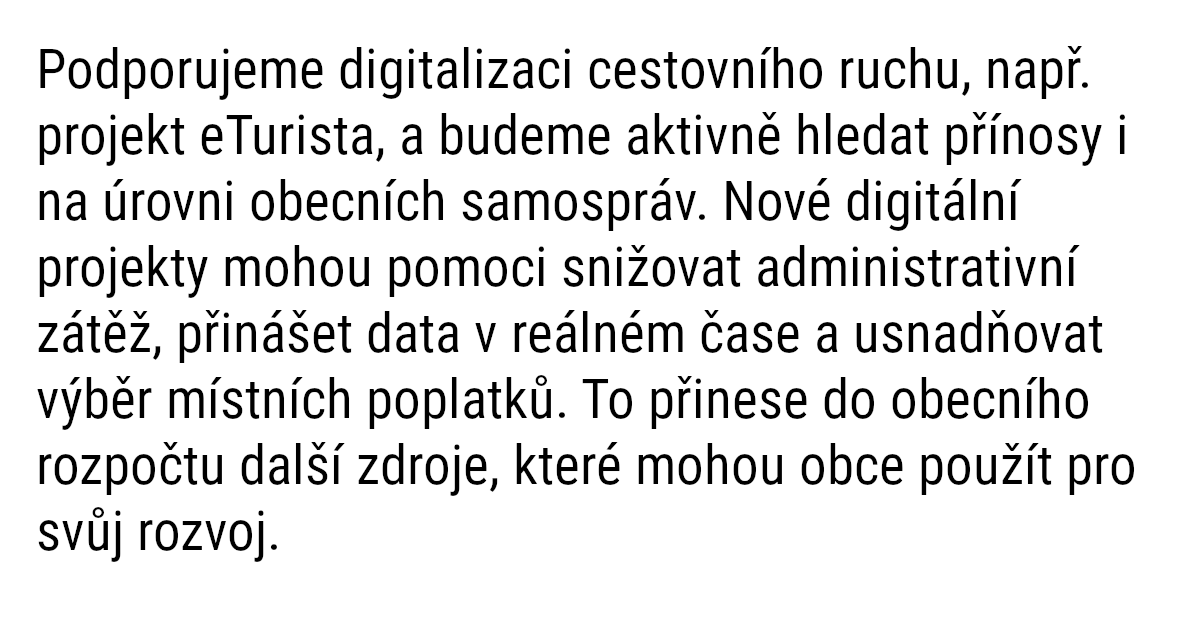 Podporujeme digitalizaci cestovního ruchu, např.
projekt eTurista, a budeme aktivně hledat přínosy i
na úrovni obecních samospráv. Nové digitální
projekty mohou pomoci snižovat administrativní
zátěž, přinášet data v reálném čase a usnadňovat
výběr místních poplatků. To přinese do obecního
rozpočtu další zdroje, které mohou obce použít pro
svůj rozvoj.